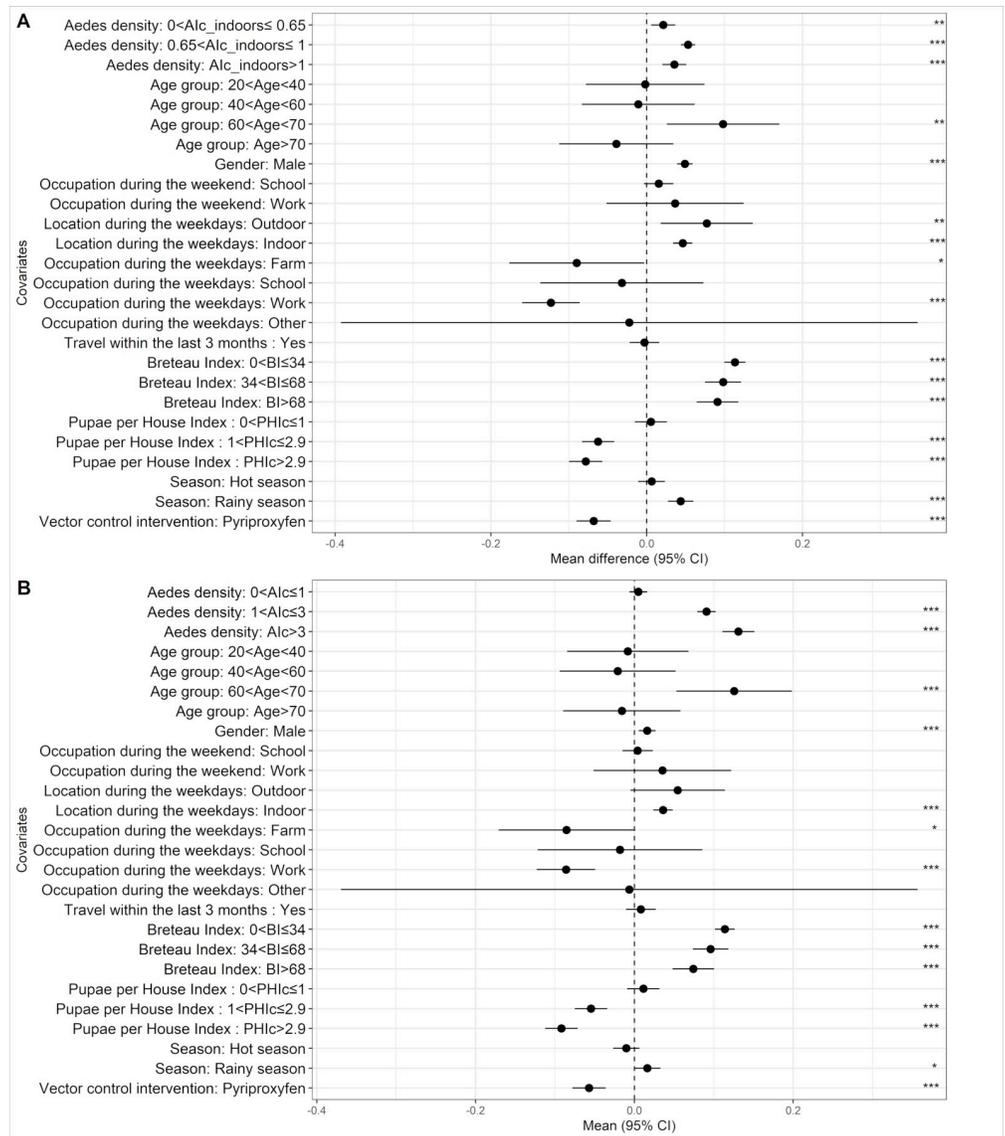 A
Aedes density: 0<AIc_indoors≤ 0.65 **
Aedes density: 0.65<AIc_indoors≤ 1 ***
Aedes density: AIc_indoors>1 ***
Age group: 20<Age<40
Age group: 40<Age<60
Age group: 60<Age<70 **
Age group: Age>70
Gender: Male ***
Occupation during the weekend: School
Occupation during the weekend: Work
Location during the weekdays: Outdoor **
Location during the weekdays: Indoor ***
Occupation during the weekdays: Farm *
Occupation during the weekdays: School
Occupation during the weekdays: Work ***
Occupation during the weekdays: Other
Travel within the last 3 months : Yes
Breteau Index: 0<BI≤34 ***
Breteau Index: 34<BI≤68 ***
Breteau Index: BI>68 ***
Pupae per House Index : 0<PHIc≤1
Pupae per House Index : 1<PHIc≤2.9 ***
Pupae per House Index : PHIc>2.9 ***
Season: Hot season
Season: Rainy season ***
Vector control intervention: Pyriproxyfen ***
Covariates
-0.4 -0.2 0.0 0.2
Mean difference (95% CI)
B
Aedes density: 0<AIc≤1
Aedes density: 1<AIc≤3 ***
Aedes density: AIc>3 ***
Age group: 20<Age<40
Age group: 40<Age<60
Age group: 60<Age<70 ***
Age group: Age>70
Gender: Male ***
Occupation during the weekend: School
Occupation during the weekend: Work
Location during the weekdays: Outdoor
Location during the weekdays: Indoor ***
Occupation during the weekdays: Farm *
Occupation during the weekdays: School
Occupation during the weekdays: Work ***
Occupation during the weekdays: Other
Travel within the last 3 months : Yes
Breteau Index: 0<BI≤34 ***
Breteau Index: 34<BI≤68 ***
Breteau Index: BI>68 ***
Pupae per House Index : 0<PHIc≤1
Pupae per House Index : 1<PHIc≤2.9 ***
Pupae per House Index : PHIc>2.9 ***
Season: Hot season
Season: Rainy season *
Vector control intervention: Pyriproxyfen ***
Covariates
-0.4 -0.2 0.0 0.2
Mean (95% CI)